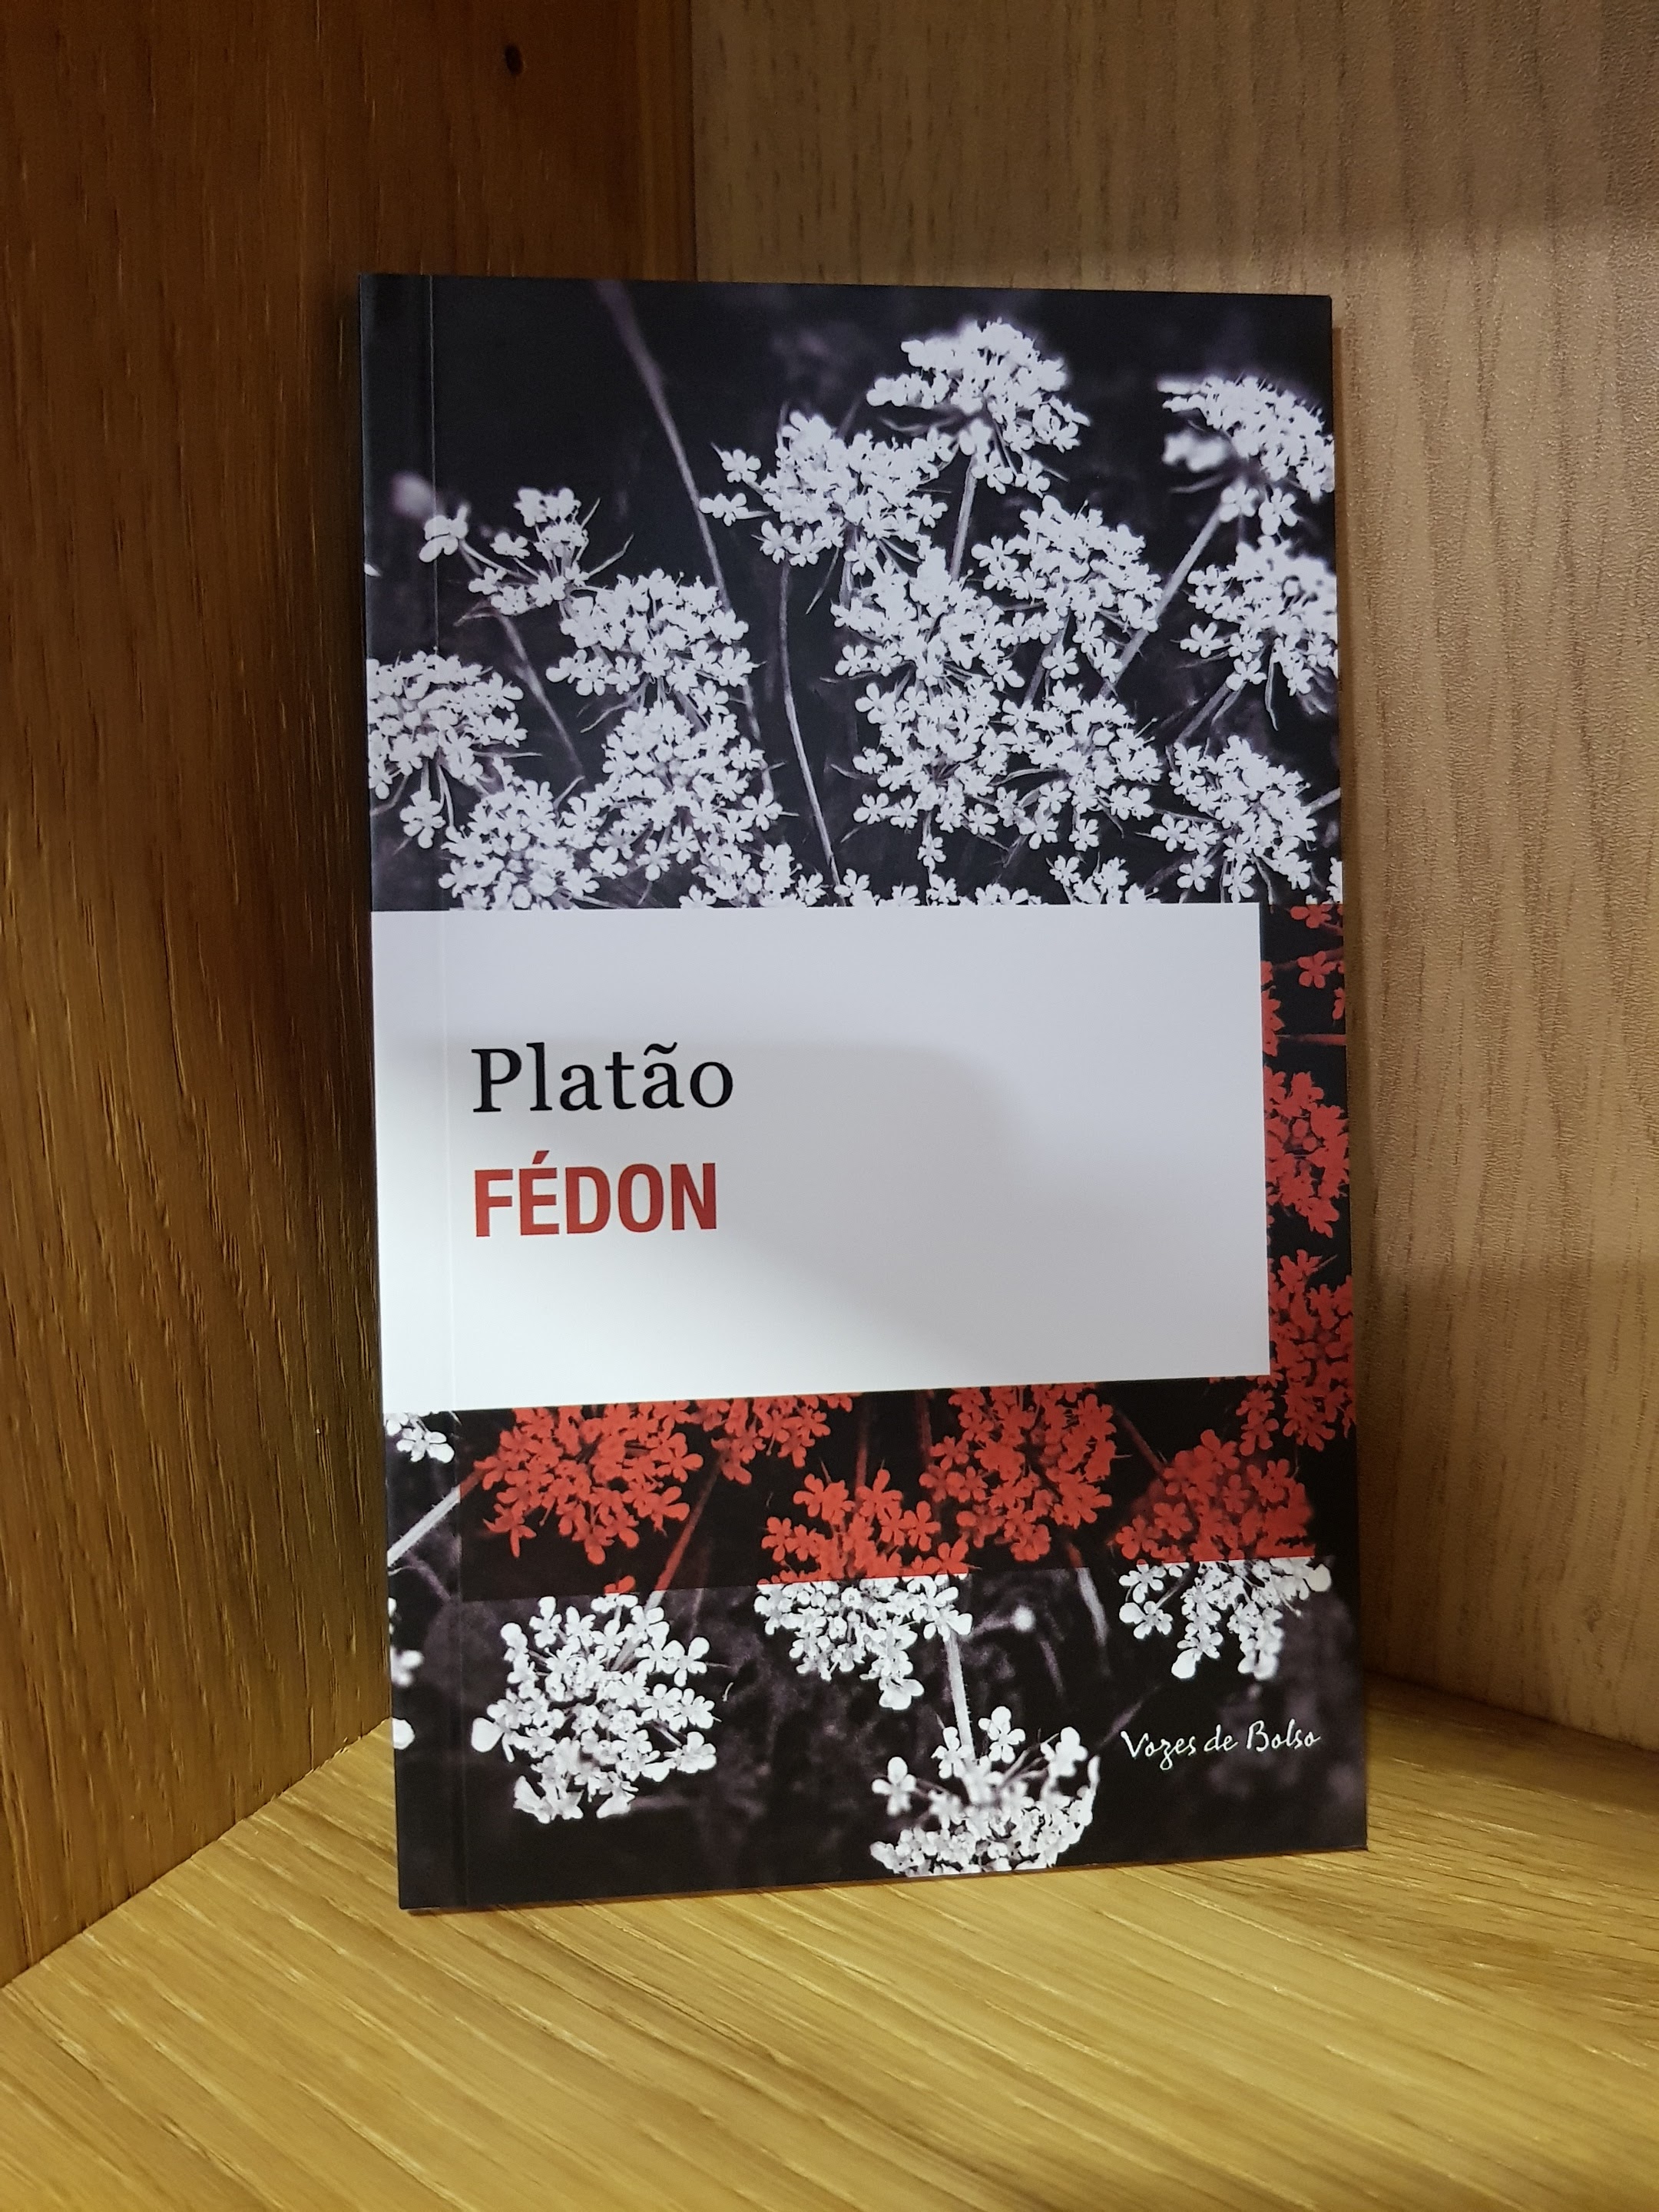 Platão
FÉDON
Vozes de Bolso